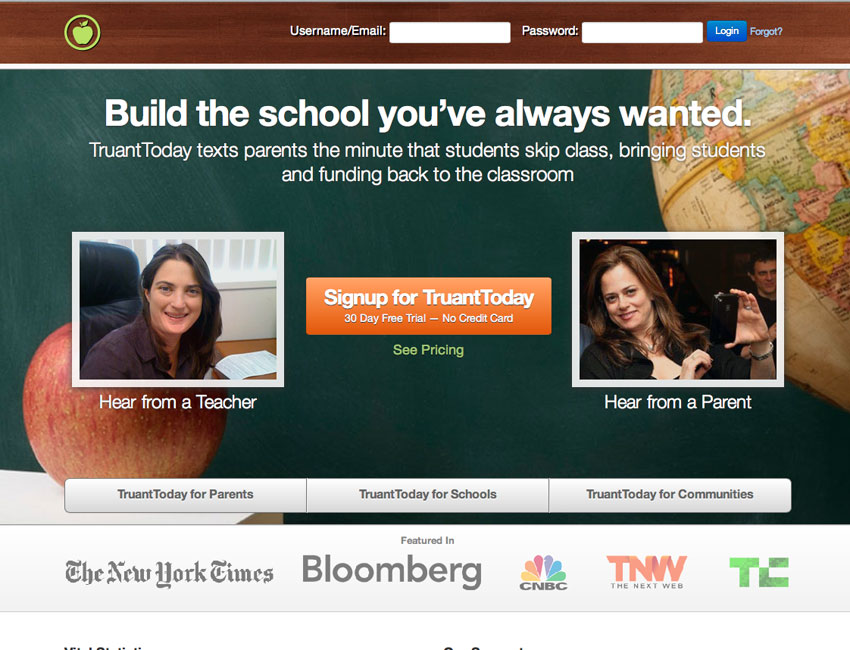 Username/Email: Password: Login Forgot?
Build the school you've always wanted.
TruantToday texts parents the minute that students skip class, bringing students
and funding back to the classroom
Signup for TruantToday
30 Day Free Trial — No Credit Card
See Pricing
Hear from a Teacher
Hear from a Parent
TruantToday for Parents
TruantToday for Schools
TruantToday for Communities
Featured In
The New York Times
Bloomberg
CNBC
TNW
THE NEXT WEB
TC